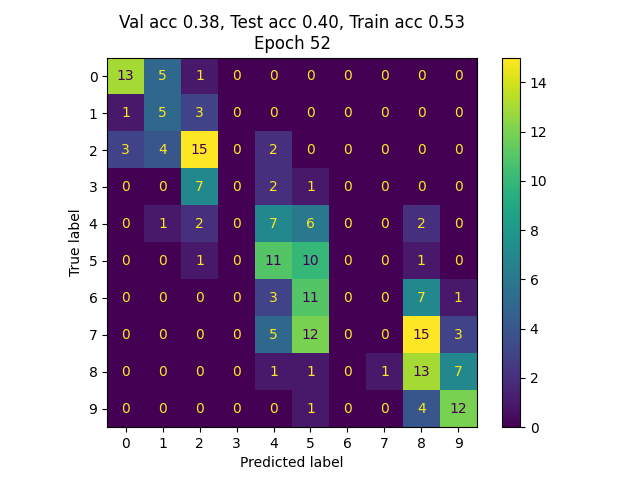 Val acc 0.38, Test acc 0.40, Train acc 0.53
Epoch 52
0 13 5 1 0 0 0 0 0 0 0
1 1 5 3 0 0 0 0 0 0 0
2 3 4 15 0 2 0 0 0 0 0
3 0 0 7 0 2 1 0 0 0 0
4 0 1 2 0 7 6 0 0 2 0
5 0 0 1 0 11 10 0 0 1 0
6 0 0 0 0 3 11 0 0 7 1
7 0 0 0 0 5 12 0 0 15 3
8 0 0 0 0 1 1 0 1 13 7
9 0 0 0 0 0 1 0 0 4 12
0 1 2 3 4 5 6 7 8 9
Predicted label
True label
14
12
10
8
6
4
2
0